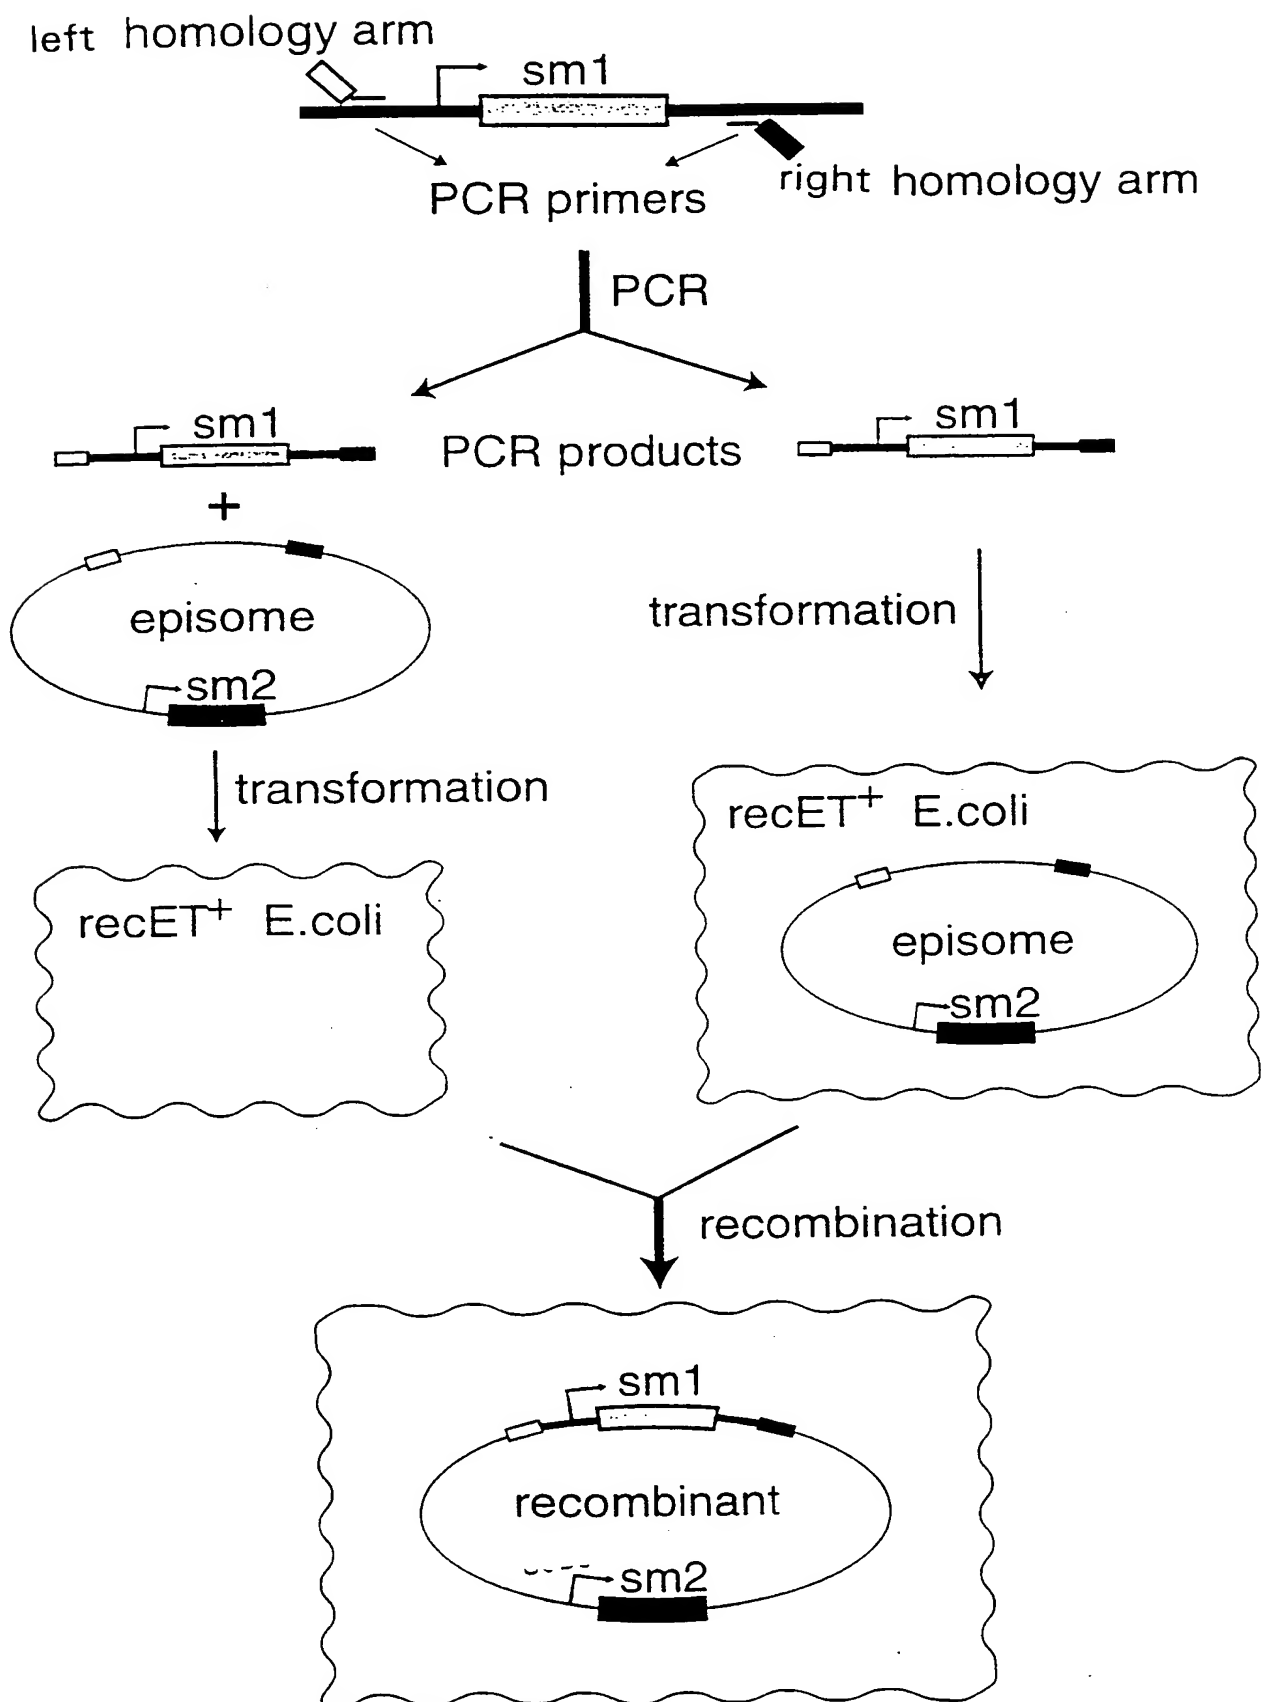 left homology arm
sm1
right homology arm
PCR primers
PCR
sm1
PCR products
sm1
+
episome
sm2
transformation
transformation
recET+ E.coli
recET+ E.coli
episome
sm2
recombination
sm1
recombinant
sm2